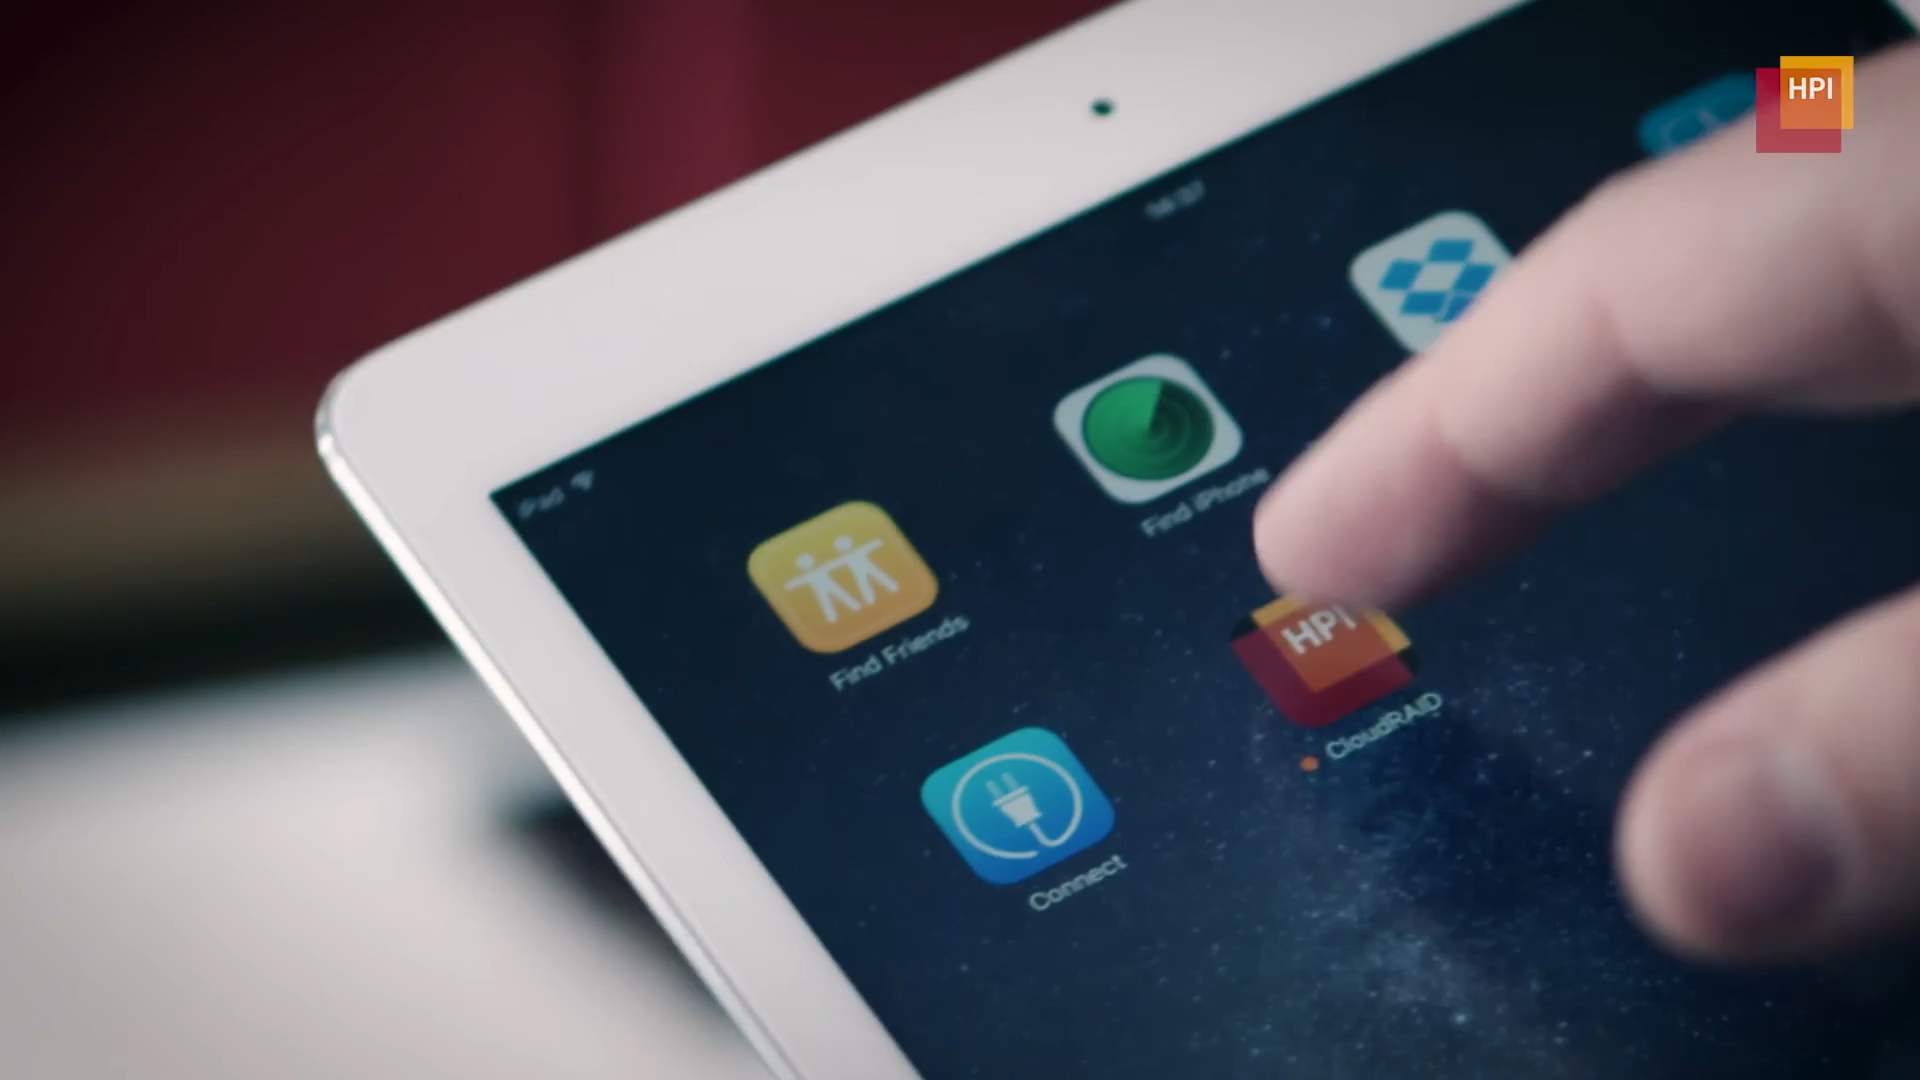 HPI
iPad
Find iPhone
Find Friends
HPI
CloudRAID
Connect